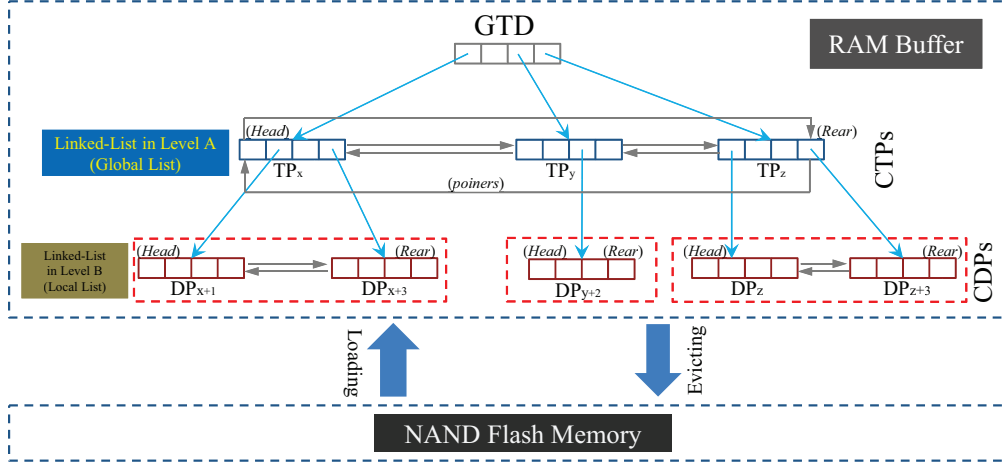 GTD
RAM Buffer
Linked-List in Level A
(Global List)
(Head)
(Rear)
TPx
TPy
TPz
CTPs
(poiners)
Linked-List
in Level B
(Local List)
(Head)
(Rear)
(Head)
(Rear)
(Head)
(Rear)
DPx+1
DPx+3
DPy+2
DPz
DPz+3
CDPs
Loading
Evicting
NAND Flash Memory